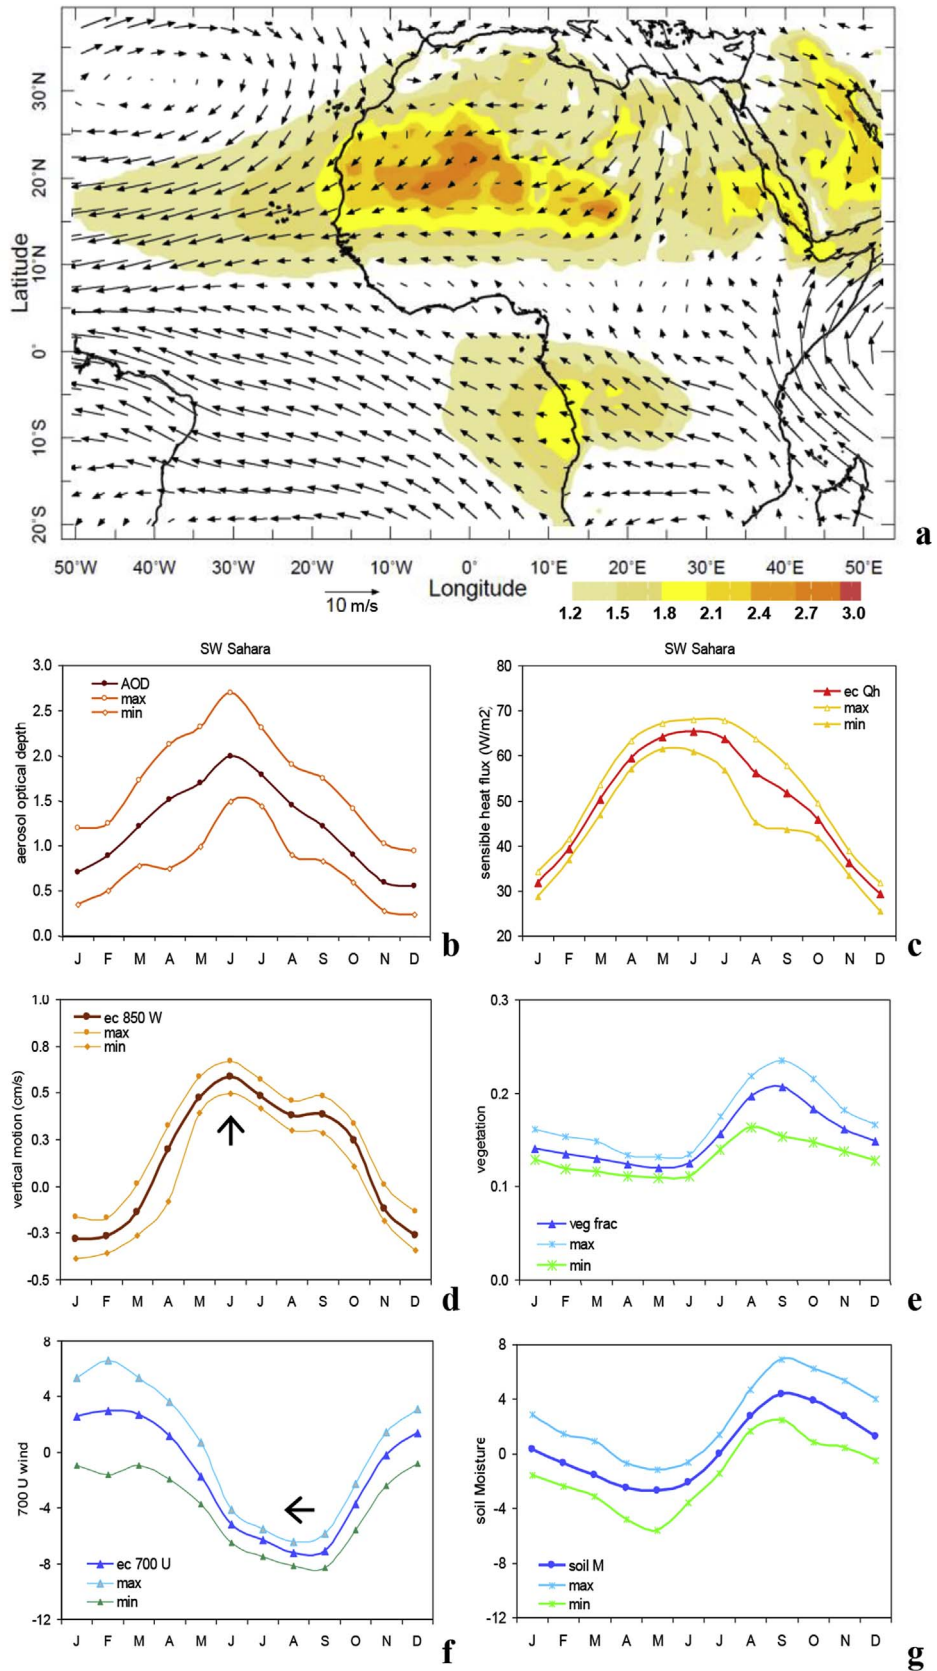 30°N
20°N
10°N
0°
10°S
20°S
Latitude
50°W 40°W 30°W 20°W 10°W 0°E 10°E 20°E 30°E 40°E 50°E
Longitude
10 m/s
1.2 1.5 1.8 2.1 2.4 2.7 3.0
a
SW Sahara
3.0
2.5
2.0
1.5
1.0
0.5
0.0
aerosol optical depth
AOD
max
min
J F M A M J J A S O N D
b
SW Sahara
80
70
60
50
40
30
20
sensible heat flux (W/m2;
ec Qh
max
min
J F M A M J J A S O N D
c
1.0
0.8
0.5
0.3
0.0
-0.3
-0.5
vertical motion (cm/s)
ec 850 W
max
min
J F M A M J J A S O N D
d
0.3
0.2
0.1
0.0
vegetation
veg frac
max
min
J F M A M J J A S O N D
e
8
4
0
-4
-8
-12
700 U wind
ec 700 U
max
min
J F M A M J J A S O N D
f
8
4
0
-4
-8
-12
soil Moisture
soil M
max
min
J F M A M J J A S O N D
g